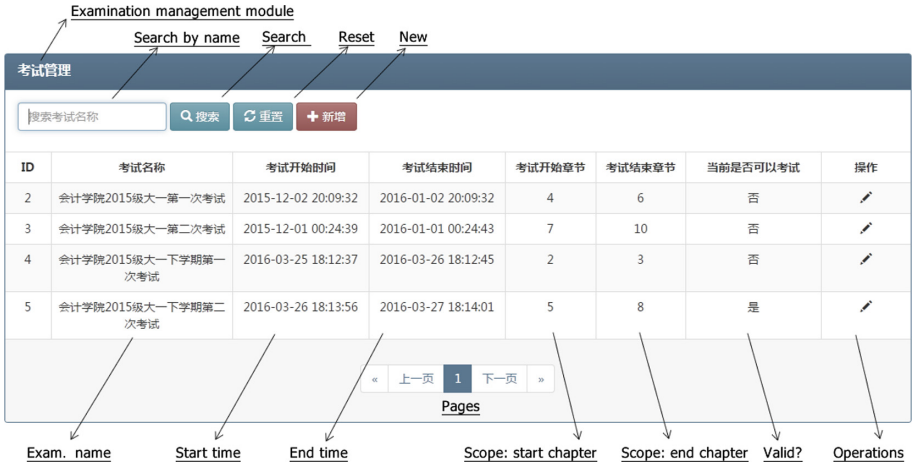 Examination management module
Search by name Search Reset New
考试管理
搜索考试名称 搜索 重置 新增
ID 考试名称 考试开始时间 考试结束时间 考试开始章节 考试结束章节 当前是否可以考试 操作
2 会计学院2015级大一第一次考试 2015-12-02 20:09:32 2016-01-02 20:09:32 4 6 否
3 会计学院2015级大一第二次考试 2015-12-01 00:24:39 2016-01-01 00:24:43 7 10 否
4 会计学院2015级大一下学期第一 2016-03-25 18:12:37 2016-03-26 18:12:45 2 3 否
次考试
5 会计学院2015级大一下学期第二 2016-03-26 18:13:56 2016-03-27 18:14:01 5 8 是
次考试
« 上一页 1 下一页 »
Pages
Exam. name Start time End time Scope: start chapter Scope: end chapter Valid? Operations